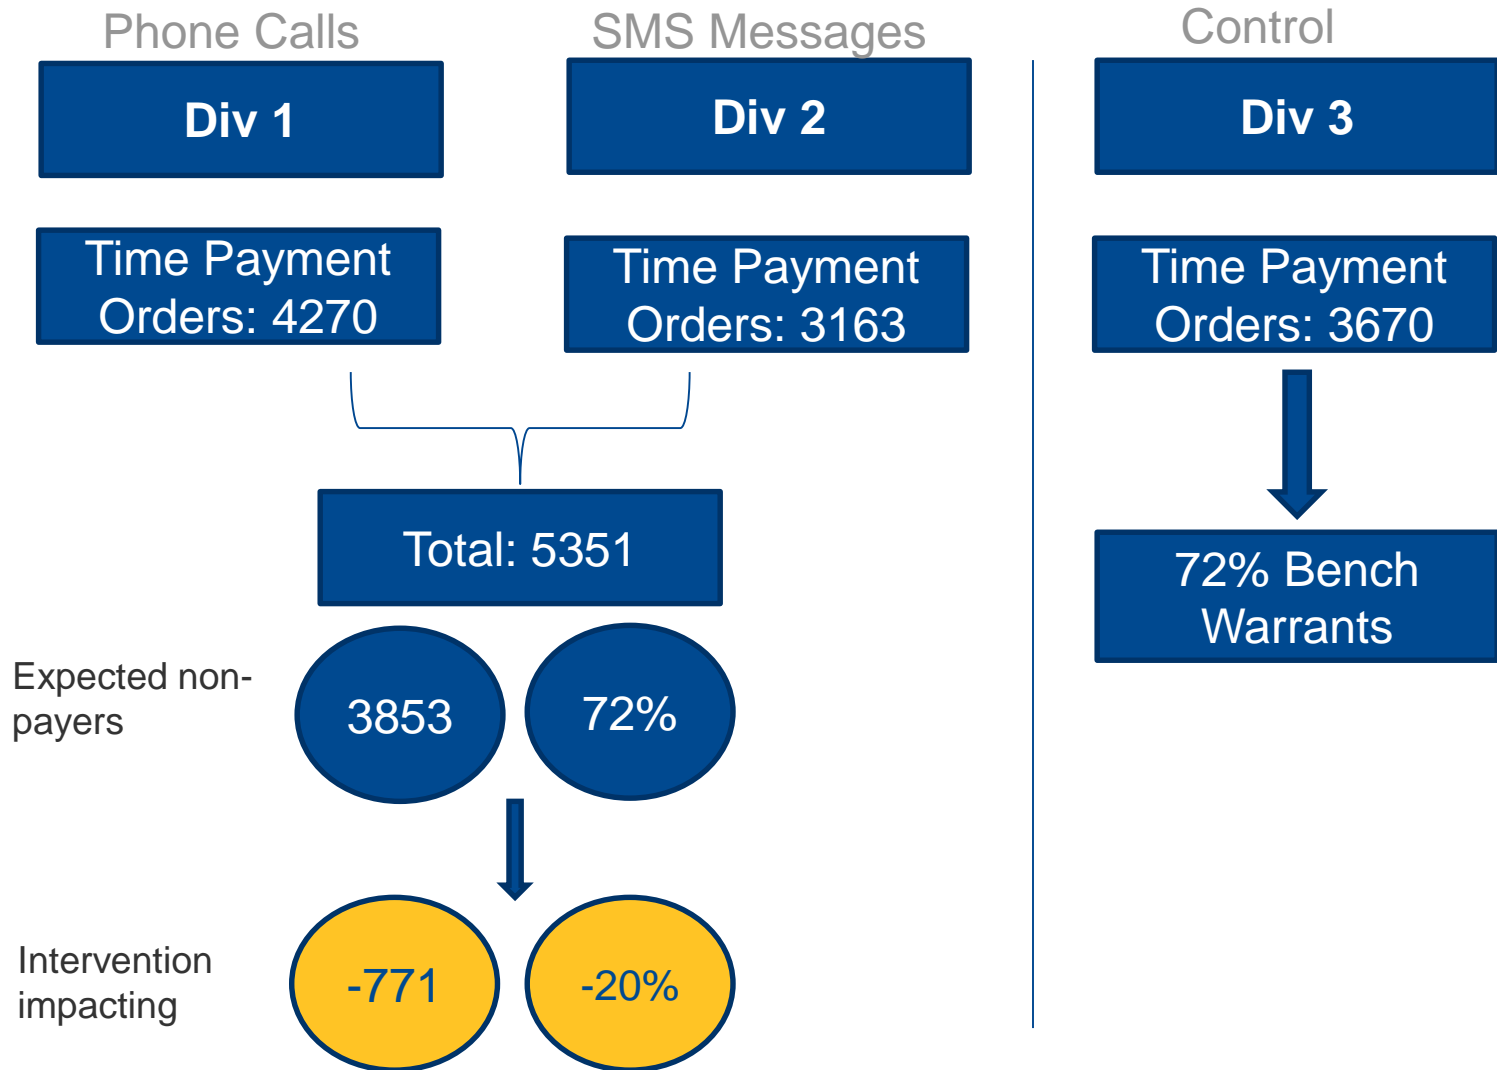 Phone Calls
SMS Messages
Control
Div 1
Div 2
Div 3
Time Payment
Orders: 4270
Time Payment
Orders: 3163
Time Payment
Orders: 3670
Total: 5351
72% Bench
Warrants
Expected non-
payers
3853
72%
Intervention
impacting
-771
-20%